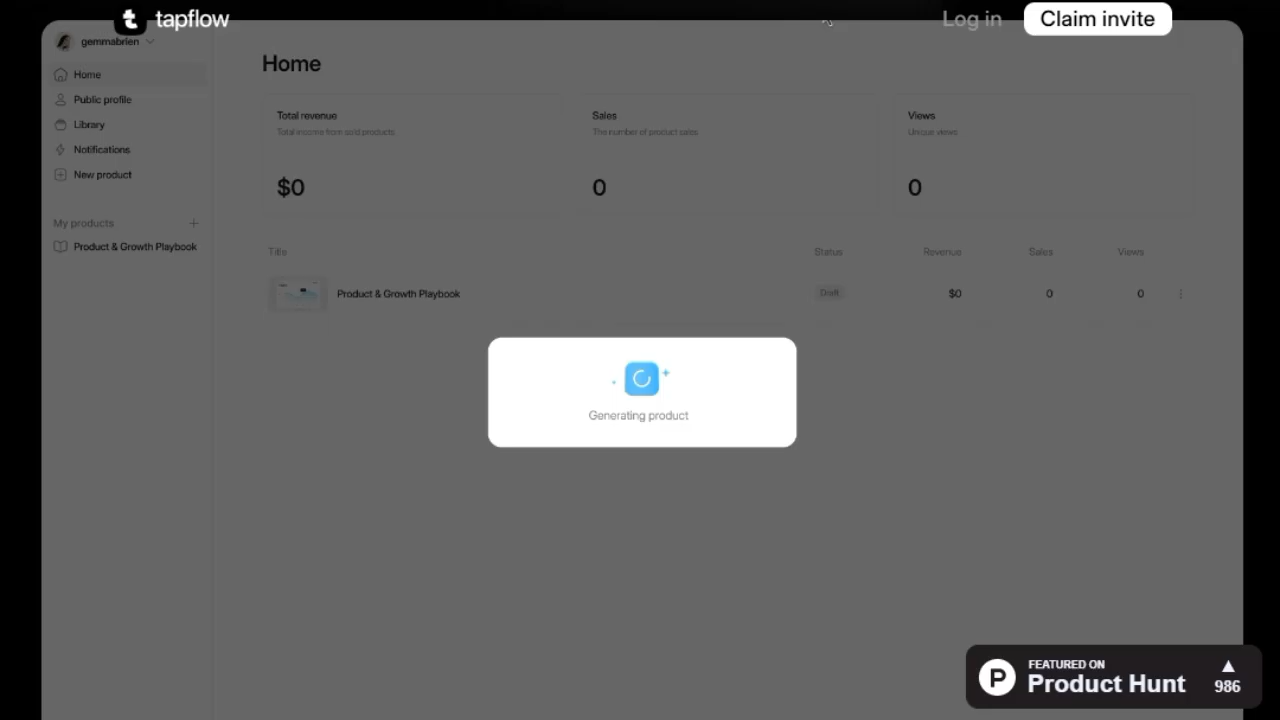 tapflow
Log in
Claim invite
gemmabrien
Home
Public profile
Library
Notifications
New product
My products
Product & Growth Playbook
Home
Total revenue
Total income from sold products
$0
Sales
The number of product sales
0
Views
Unique views
0
Title
Status
Revenue
Sales
Views
Product & Growth Playbook
Draft
$0
0
0
Generating product
FEATURED ON
Product Hunt
986